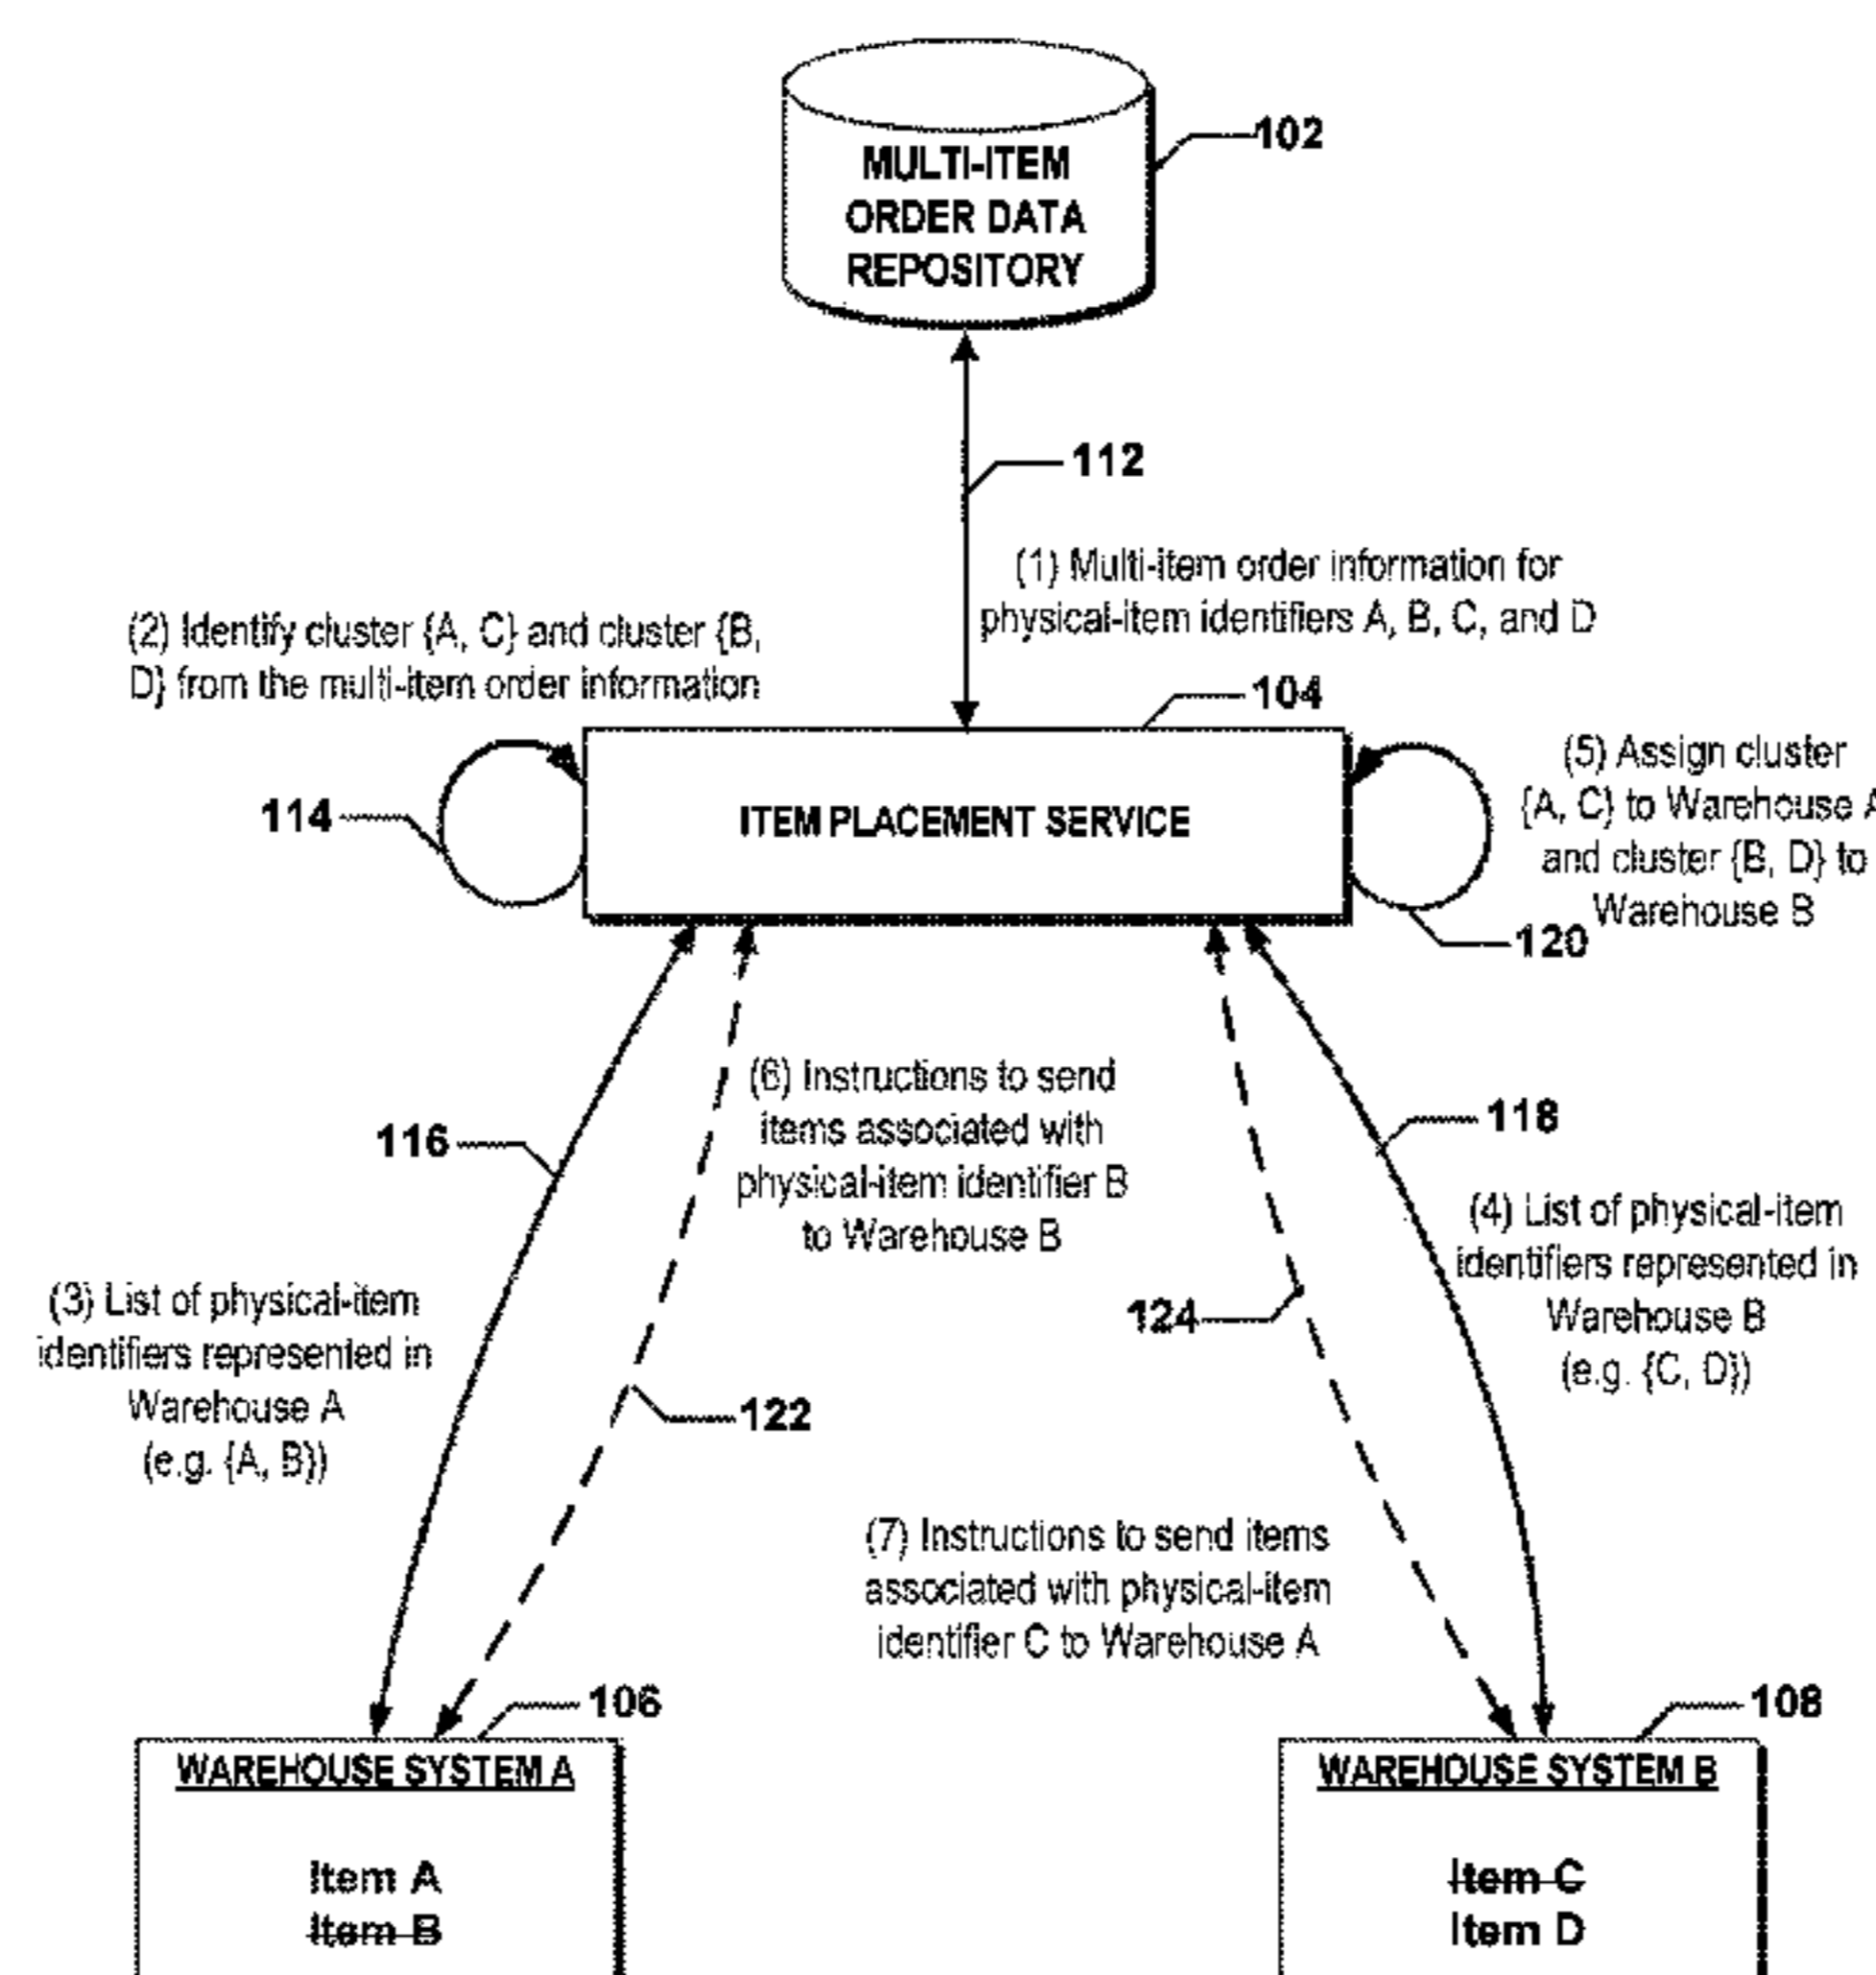 MULTI-ITEM
ORDER DATA
REPOSITORY
102
112
(1) Multi-item order information for
physical-item identifiers A, B, C, and D
(2) Identify cluster {A, C} and cluster {B,
D} from the multi-item order information
104
114
ITEM PLACEMENT SERVICE
(5) Assign cluster
{A, C} to Warehouse A
and cluster {B, D} to
Warehouse B
120
116
(6) Instructions to send
items associated with
physical-item identifier B
to Warehouse B
118
(4) List of physical-item
identifiers represented in
Warehouse B
(e.g. {C, D})
(3) List of physical-item
identifiers represented in
Warehouse A
(e.g. {A, B})
124
122
(7) Instructions to send items
associated with physical-item
identifier C to Warehouse A
106
108
WAREHOUSE SYSTEM A
Item A
Item B
WAREHOUSE SYSTEM B
Item C
Item D